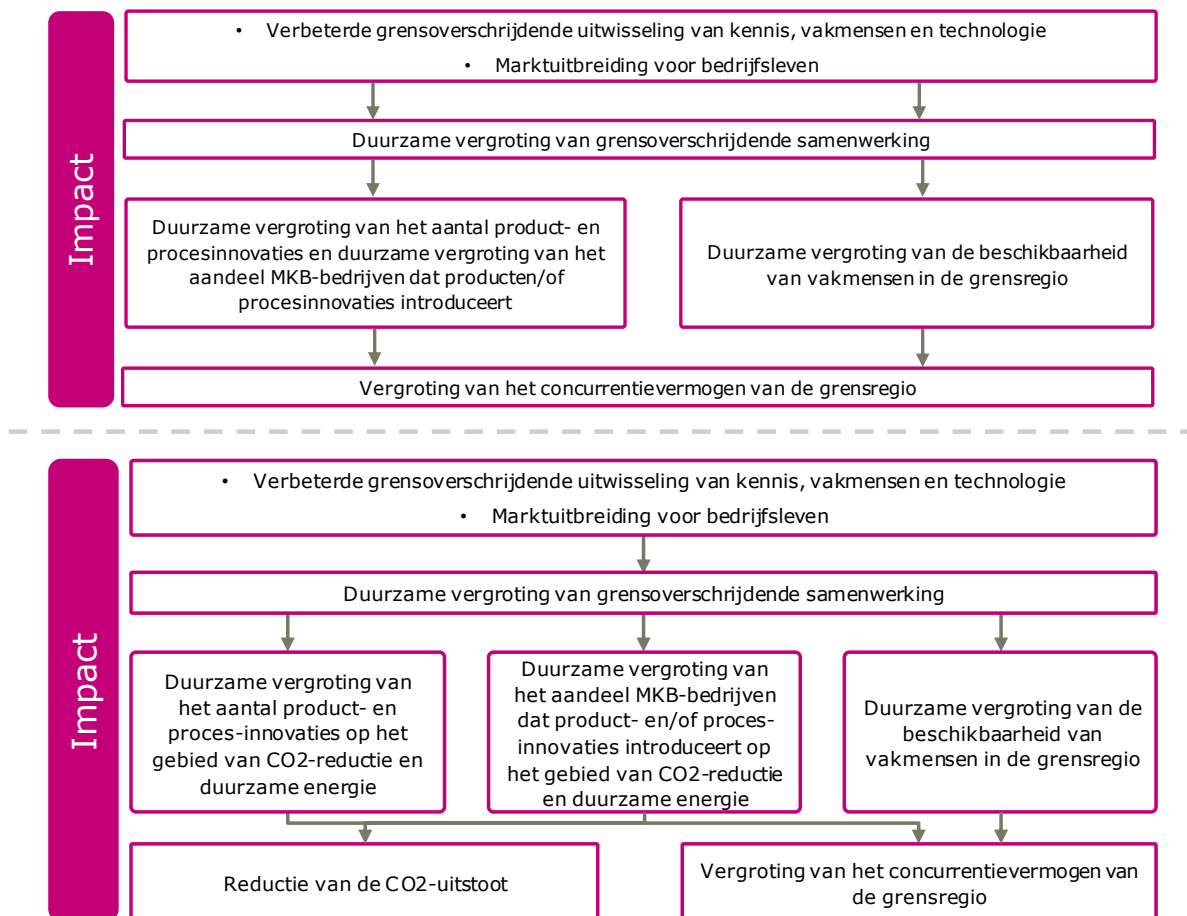 Impact
• Verbeterde grensoverschrijdende uitwisseling van kennis, vakmensen en technologie
• Marktuitbreiding voor bedrijfsleven
Duurzame vergroting van grensoverschrijdende samenwerking
Duurzame vergroting van het aantal product- en
procesinnovaties en duurzame vergroting van het
aandeel MKB-bedrijven dat producten/of
procesinnovaties introduceert
Duurzame vergroting van de beschikbaarheid
van vakmensen in de grensregio
Vergroting van het concurrentievermogen van de grensregio
Impact
• Verbeterde grensoverschrijdende uitwisseling van kennis, vakmensen en technologie
• Marktuitbreiding voor bedrijfsleven
Duurzame vergroting van grensoverschrijdende samenwerking
Duurzame vergroting van
het aantal product- en
proces-innovaties op het
gebied van CO2-reductie en
duurzame energie
Duurzame vergroting van
het aandeel MKB-bedrijven
dat product- en/of proces-
innovaties introduceert op
het gebied van CO2-reductie
en duurzame energie
Duurzame vergroting van de
beschikbaarheid van
vakmensen in de grensregio
Reductie van de CO2-uitstoot
Vergroting van het concurrentievermogen van
de grensregio